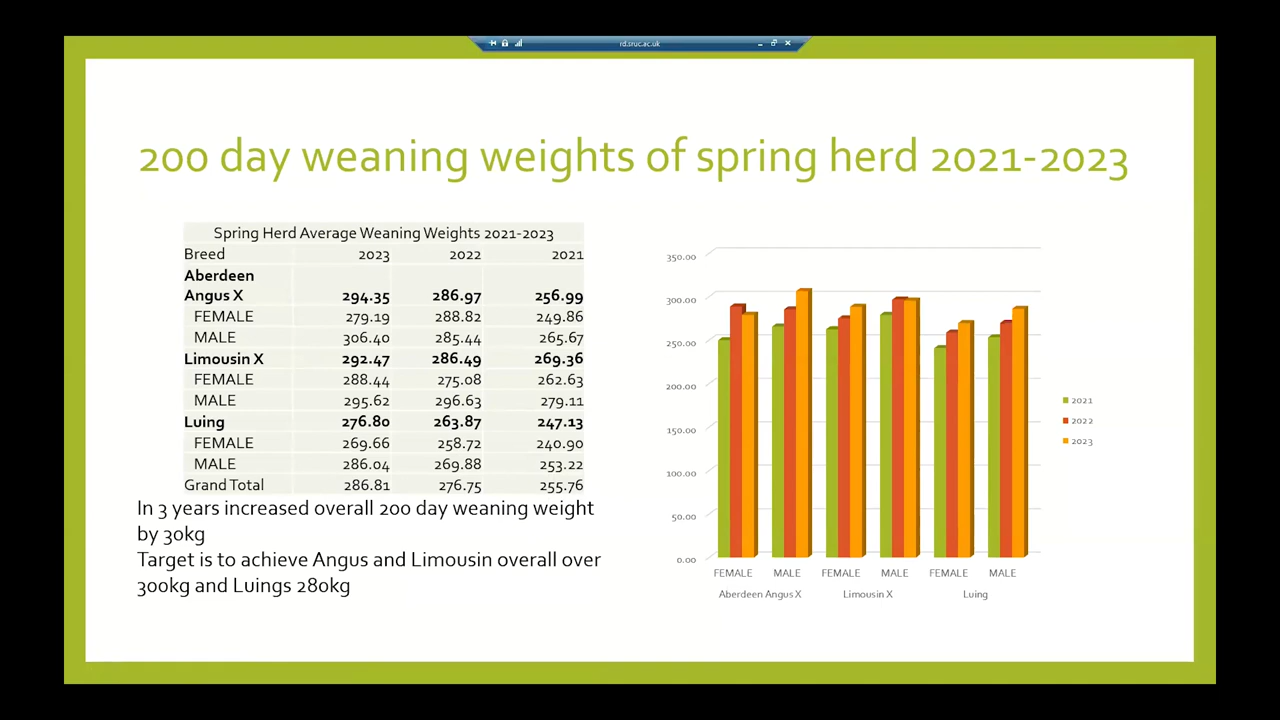 rd.sruc.ac.uk
200 day weaning weights of spring herd 2021-2023
Spring Herd Average Weaning Weights 2021-2023
Breed 2023 2022 2021
Aberdeen
Angus X 294.35 286.97 256.99
FEMALE 279.19 288.82 249.86
MALE 306.40 285.44 265.67
Limousin X 292.47 286.49 269.36
FEMALE 288.44 275.08 262.63
MALE 295.62 296.63 279.11
Luing 276.80 263.87 247.13
FEMALE 269.66 258.72 240.90
MALE 286.04 269.88 253.22
Grand Total 286.81 276.75 255.76
In 3 years increased overall 200 day weaning weight
by 30kg
Target is to achieve Angus and Limousin overall over
300kg and Luings 280kg
350.00
300.00
250.00
200.00
150.00
100.00
50.00
0.00
FEMALE MALE FEMALE MALE FEMALE MALE
Aberdeen Angus X Limousin X Luing
2021
2022
2023